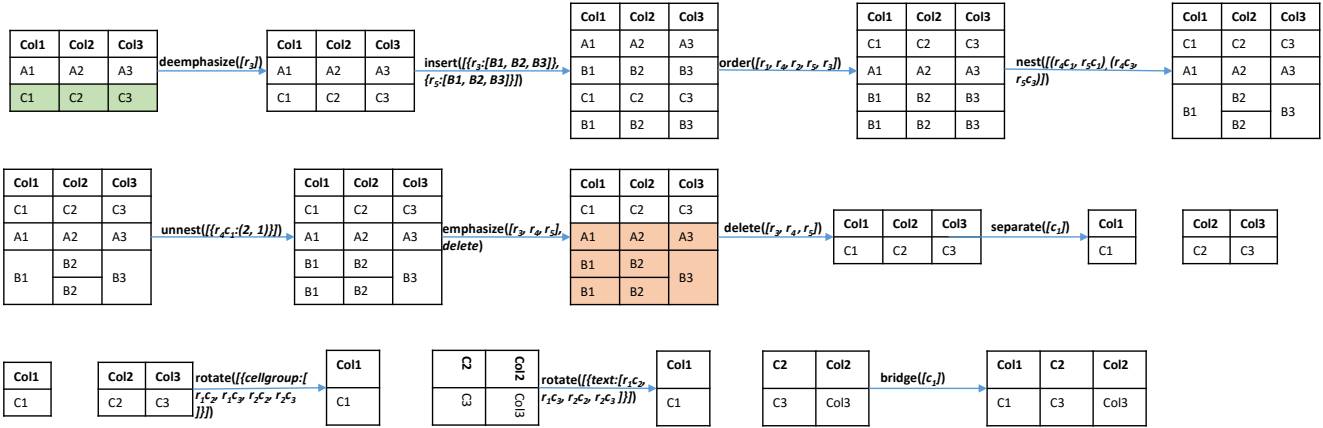 Col1 Col2 Col3
A1 A2 A3
C1 C2 C3
deemphasize([r3])
Col1 Col2 Col3
A1 A2 A3
C1 C2 C3
insert([{r3:[B1, B2, B3]},
{r5:[B1, B2, B3]}])
Col1 Col2 Col3
A1 A2 A3
B1 B2 B3
C1 C2 C3
B1 B2 B3
order([r1, r4, r2, r5, r3])
Col1 Col2 Col3
C1 C2 C3
A1 A2 A3
B1 B2 B3
B1 B2 B3
nest([(r4c1, r5c1), (r4c3,
r5c3)])
Col1 Col2 Col3
C1 C2 C3
A1 A2 A3
B1 B2 B3
B2
Col1 Col2 Col3
C1 C2 C3
A1 A2 A3
B1 B2 B3
B2
unnest([{r4c1:(2, 1)}])
Col1 Col2 Col3
C1 C2 C3
A1 A2 A3
B1 B2 B3
B1 B2
emphasize([r3, r4, r5],
delete)
Col1 Col2 Col3
C1 C2 C3
A1 A2 A3
B1 B2 B3
B1 B2
delete([r3, r4, r5])
Col1 Col2 Col3
C1 C2 C3
separate([c1])
Col1
C1
Col2 Col3
C2 C3
Col1
C1
Col2 Col3
C2 C3
rotate([{cellgroup:[
r1c2, r1c3, r2c2, r2c3
]}])
Col1
C1
C2 Col2
C3 Col3
rotate([{text:[r1c2,
r1c3, r2c2, r2c3 ]}])
Col1
C1
C2 Col2
C3 Col3
bridge([c1])
Col1 C2 Col2
C1 C3 Col3